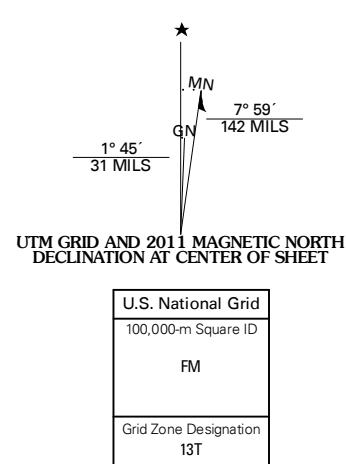 ★
MN
7° 59´
142 MILS
GN
1° 45´
31 MILS
UTM GRID AND 2011 MAGNETIC NORTH
DECLINATION AT CENTER OF SHEET
U.S. National Grid
100,000-m Square ID
FM
Grid Zone Designation
13T